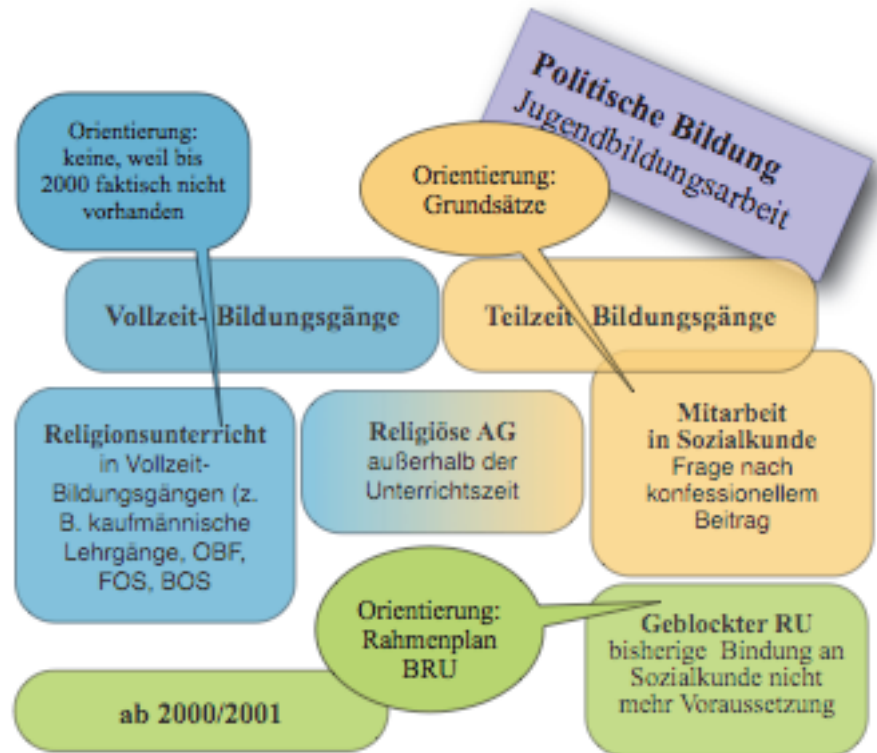 Politische Bildung
Jugendbildungsarbeit
Orientierung:
keine, weil bis
2000 faktisch nicht
vorhanden
Orientierung:
Grundsätze
Vollzeit- Bildungsgänge
Teilzeit Bildungsgänge
Religionsunterricht
in Vollzeit-
Bildungsgängen (z.
B. kaufmännische
Lehrgänge, OBF,
FOS, BOS
Religiöse AG
außerhalb der
Unterrichtszeit
Mitarbeit
in Sozialkunde
Frage nach
konfessionellem
Beitrag
Orientierung:
Rahmenplan
BRU
Geblockter RU
bisherige Bindung an
Sozialkunde nicht
mehr Voraussetzung
ab 2000/2001